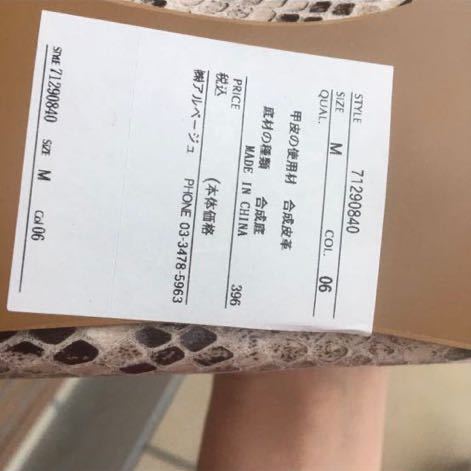 STYLE 71290840
SIZE M COL. 06
QUAL.
甲皮の使用材 合成皮革
底材の種類 合成底
MADE IN CHINA
PRICE 396
税込 (本体価格
㈱アルページュ PHONE 03-3478-5963
STYLE 71290840 SIZE M Col 06